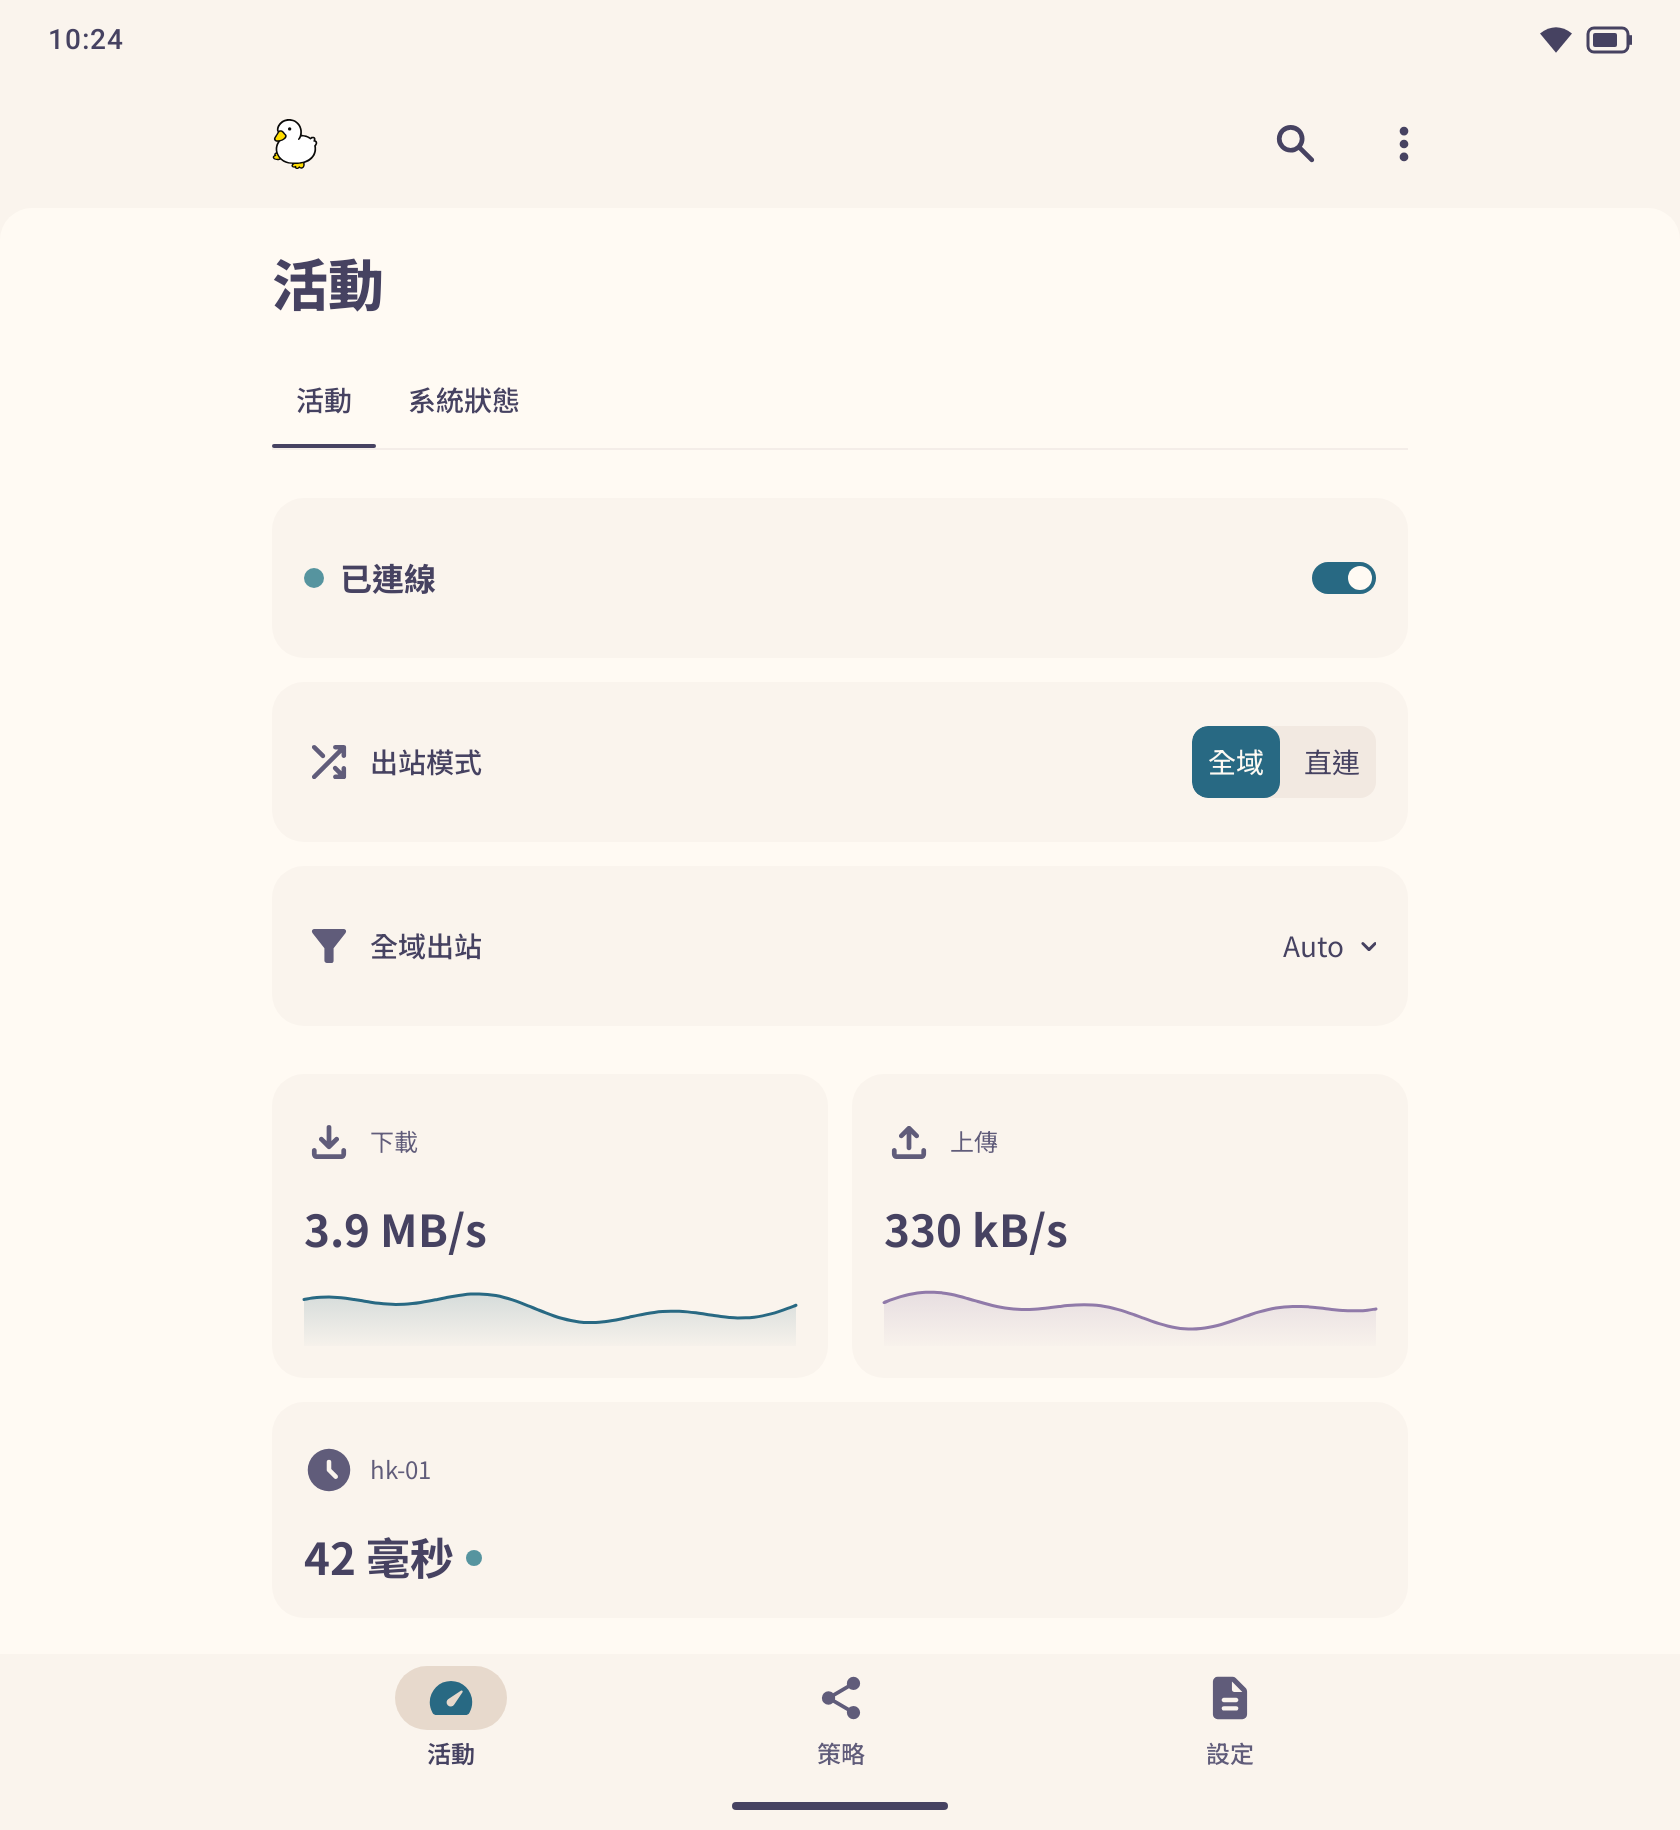 10:24
活動
活動 系統狀態
已連線
出站模式 全域 直連
全域出站 Auto
下載
3.9 MB/s
上傳
330 kB/s
hk-01
42 毫秒
活動 策略 設定